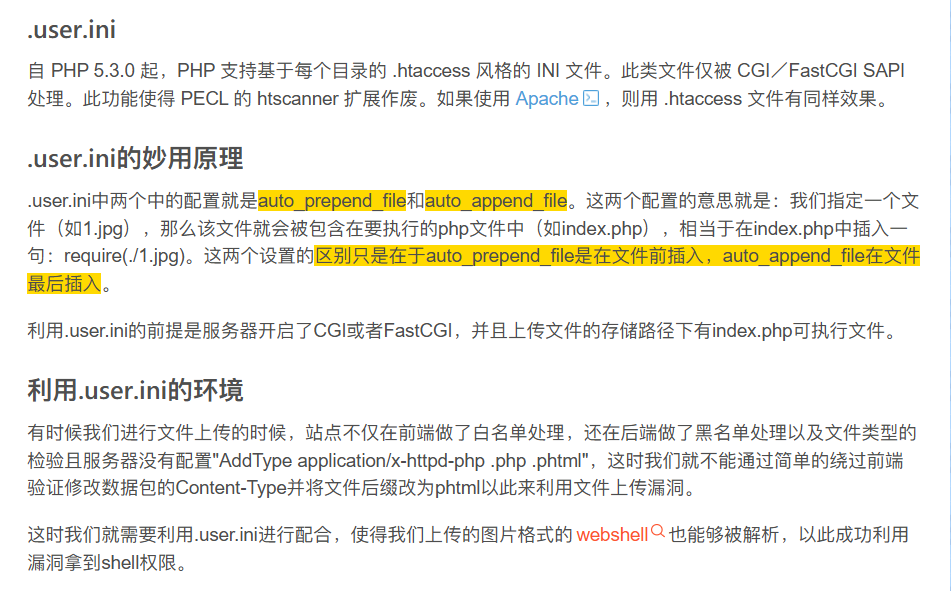 .user.ini
自 PHP 5.3.0 起，PHP 支持基于每个目录的 .htaccess 风格的 INI 文件。此类文件仅被 CGI／FastCGI SAPI
处理。此功能使得 PECL 的 htscanner 扩展作废。如果使用 Apache ，则用 .htaccess 文件有同样效果。
.user.ini的妙用原理
.user.ini中两个中的配置就是auto_prepend_file和auto_append_file。这两个配置的意思就是：我们指定一个文
件（如1.jpg），那么该文件就会被包含在要执行的php文件中（如index.php），相当于在index.php中插入一
句：require(./1.jpg)。这两个设置的区别只是在于auto_prepend_file是在文件前插入，auto_append_file在文件
最后插入。
利用.user.ini的前提是服务器开启了CGI或者FastCGI，并且上传文件的存储路径下有index.php可执行文件。
利用.user.ini的环境
有时候我们进行文件上传的时候，站点不仅在前端做了白名单处理，还在后端做了黑名单处理以及文件类型的
检验且服务器没有配置"AddType application/x-httpd-php .php .phtml"，这时我们就不能通过简单的绕过前端
验证修改数据包的Content-Type并将文件后缀改为phtml以此来利用文件上传漏洞。
这时我们就需要利用.user.ini进行配合，使得我们上传的图片格式的 webshell 也能够被解析，以此成功利用
漏洞拿到shell权限。